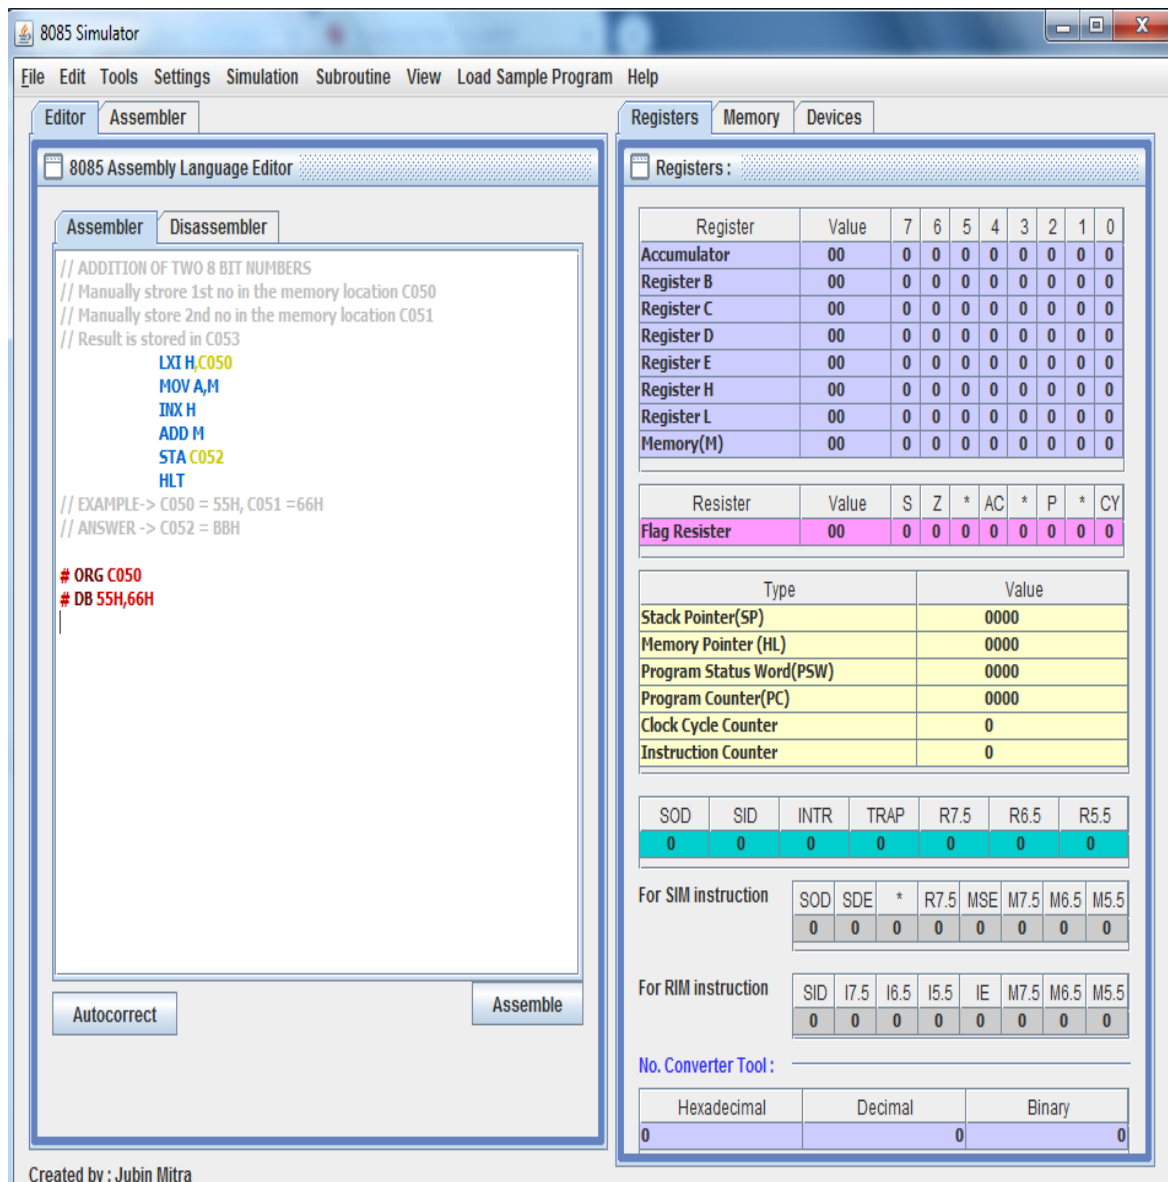 8085 Simulator
X
File Edit Tools Settings Simulation Subroutine View Load Sample Program Help
Editor Assembler
8085 Assembly Language Editor
Assembler Disassembler
// ADDITION OF TWO 8 BIT NUMBERS
// Manually strore 1st no in the memory location C050
// Manually store 2nd no in the memory location C051
// Result is stored in C053
LXI H,C050
MOV A,M
INX H
ADD M
STA C052
HLT
// EXAMPLE-> C050 = 55H, C051 =66H
// ANSWER -> C052 = BBH
# ORG C050
# DB 55H,66H
Autocorrect
Assemble
Registers Memory Devices
Registers :
Register Value 7 6 5 4 3 2 1 0
Accumulator 00 0 0 0 0 0 0 0 0
Register B 00 0 0 0 0 0 0 0 0
Register C 00 0 0 0 0 0 0 0 0
Register D 00 0 0 0 0 0 0 0 0
Register E 00 0 0 0 0 0 0 0 0
Register H 00 0 0 0 0 0 0 0 0
Register L 00 0 0 0 0 0 0 0 0
Memory(M) 00 0 0 0 0 0 0 0 0
Resister Value S Z * AC * P * CY
Flag Resister 00 0 0 0 0 0 0 0 0
Type Value
Stack Pointer(SP) 0000
Memory Pointer (HL) 0000
Program Status Word(PSW) 0000
Program Counter(PC) 0000
Clock Cycle Counter 0
Instruction Counter 0
SOD SID INTR TRAP R7.5 R6.5 R5.5
0 0 0 0 0 0 0
For SIM instruction SOD SDE * R7.5 MSE M7.5 M6.5 M5.5
0 0 0 0 0 0 0 0
For RIM instruction SID I7.5 I6.5 I5.5 IE M7.5 M6.5 M5.5
0 0 0 0 0 0 0 0
No. Converter Tool :
Hexadecimal Decimal Binary
0 0 0
Created by : Jubin Mitra